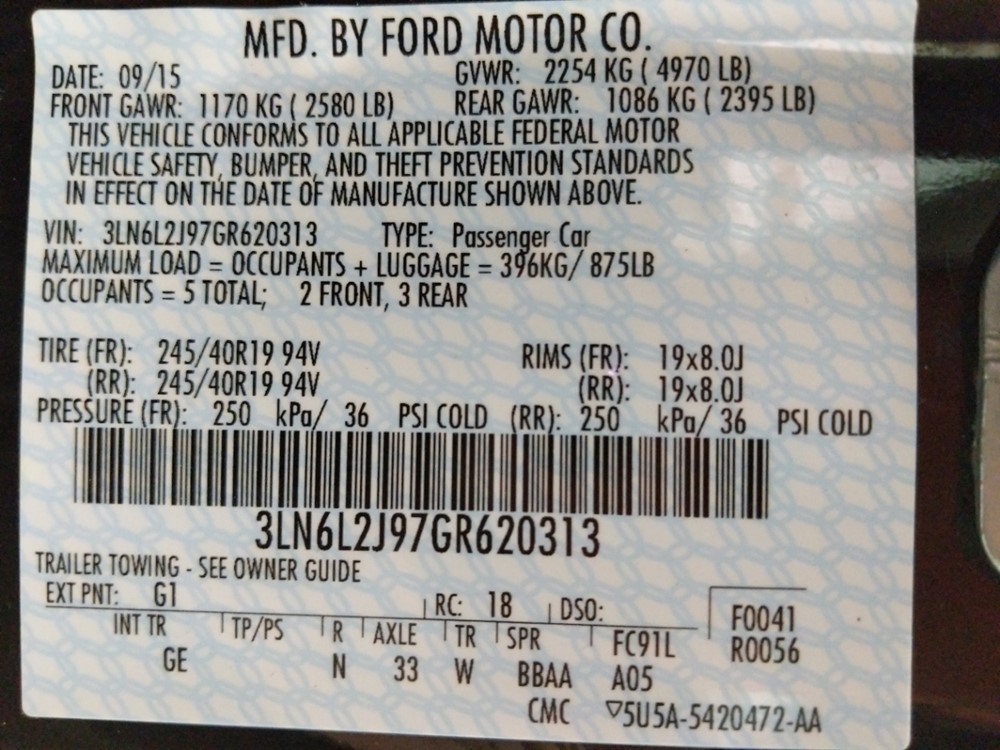 MFD. BY FORD MOTOR CO.
DATE: 09/15 GVWR: 2254 KG ( 4970 LB)
FRONT GAWR: 1170 KG ( 2580 LB) REAR GAWR: 1086 KG ( 2395 LB)
THIS VEHICLE CONFORMS TO ALL APPLICABLE FEDERAL MOTOR
VEHICLE SAFETY, BUMPER, AND THEFT PREVENTION STANDARDS
IN EFFECT ON THE DATE OF MANUFACTURE SHOWN ABOVE.
VIN: 3LN6L2J97GR620313 TYPE: Passenger Car
MAXIMUM LOAD = OCCUPANTS + LUGGAGE = 396KG/ 875LB
OCCUPANTS = 5 TOTAL; 2 FRONT, 3 REAR
TIRE (FR): 245/40R19 94V RIMS (FR): 19x8.0J
(RR): 245/40R19 94V (RR): 19x8.0J
PRESSURE (FR): 250 kPa/ 36 PSI COLD (RR): 250 kPa/ 36 PSI COLD
3LN6L2J97GR620313
TRAILER TOWING - SEE OWNER GUIDE
EXT PNT: G1 RC: 18 DSO: F0041
INT TR TP/PS R AXLE TR SPR FC91L R0056
GE N 33 W BBAA A05
CMC ▽5U5A-5420472-AA